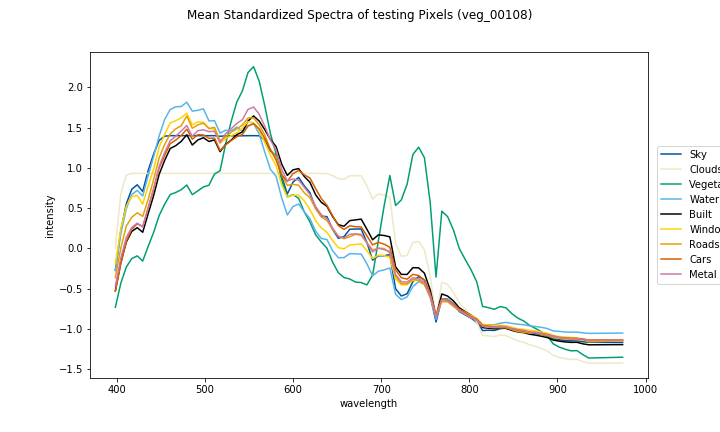 Mean Standardized Spectra of testing Pixels (veg_00108)
2.0
1.5
1.0
0.5
0.0
−0.5
−1.0
−1.5
intensity
400
500
600
700
800
900
1000
wavelength
Sky
Clouds
Vegeta
Water
Built
Windo
Roads
Cars
Metal